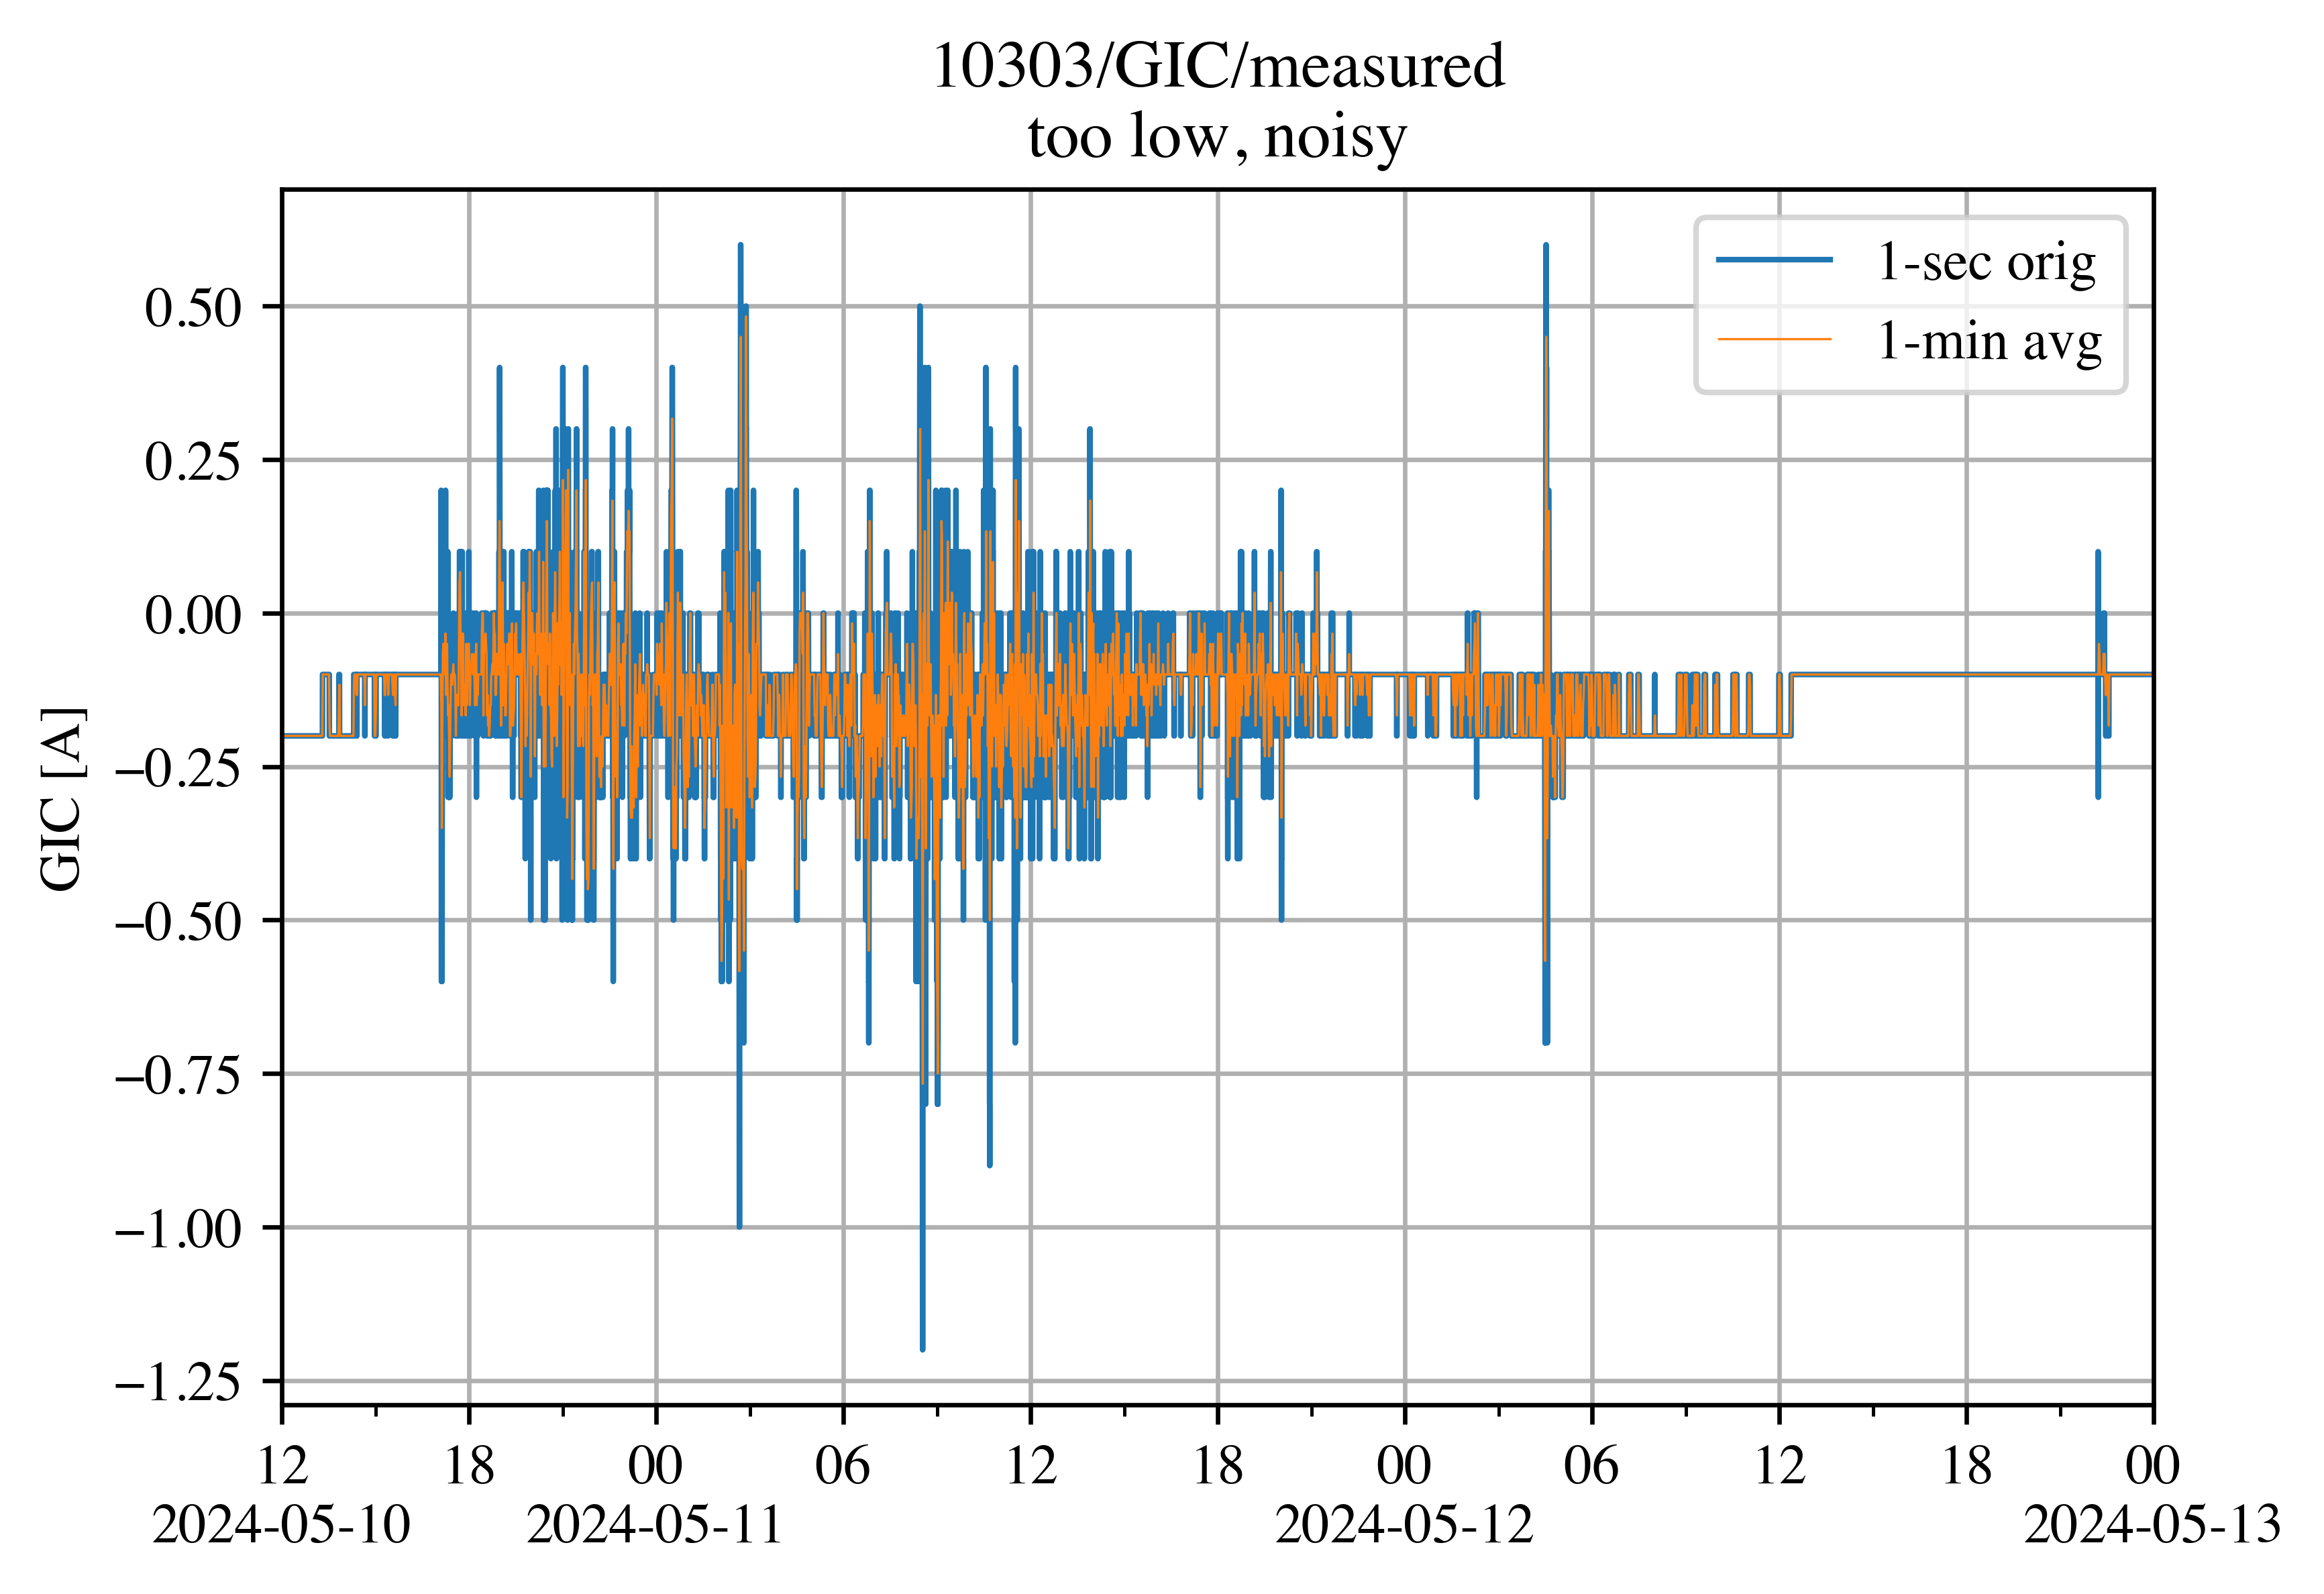 10303/GIC/measured
too low, noisy
1-sec orig
1-min avg
GIC [A]
0.50
0.25
0.00
−0.25
−0.50
−0.75
−1.00
−1.25
12 18 00 06 12 18 00 06 12 18 00
2024-05-10 2024-05-11 2024-05-12 2024-05-13